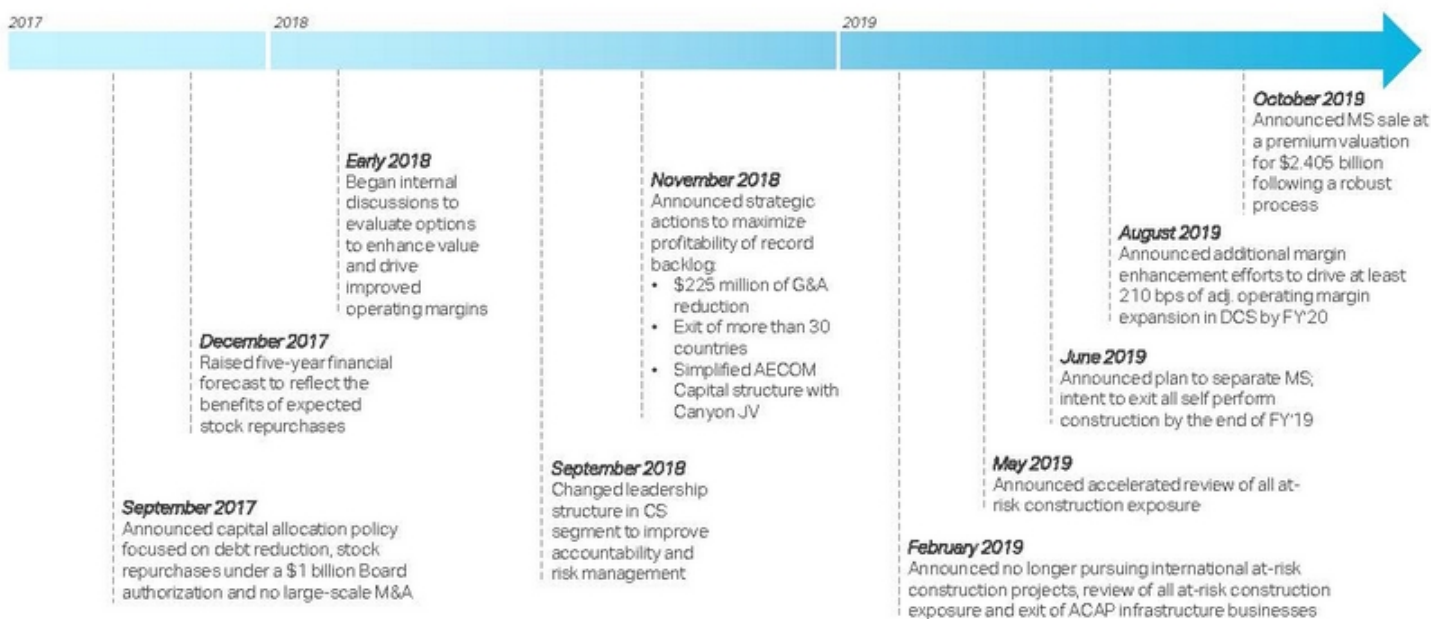 2017
2018
2019
September 2017
Announced capital allocation policy
focused on debt reduction, stock
repurchases under a $1 billion Board
authorization and no large-scale M&A
December 2017
Raised five-year financial
forecast to reflect the
benefits of expected
stock repurchases
Early 2018
Began internal
discussions to
evaluate options
to enhance value
and drive
improved
operating margins
September 2018
Changed leadership
structure in CS
segment to improve
accountability and
risk management
November 2018
Announced strategic
actions to maximize
profitability of record
backlog:
• $225 million of G&A
reduction
• Exit of more than 30
countries
• Simplified AECOM
Capital structure with
Canyon JV
February 2019
Announced no longer pursuing international at-risk
construction projects, review of all at-risk construction
exposure and exit of ACAP infrastructure businesses
May 2019
Announced accelerated review of all at-
risk construction exposure
June 2019
Announced plan to separate MS;
intent to exit all self perform
construction by the end of FY'19
August 2019
Announced additional margin
enhancement efforts to drive at least
210 bps of adj. operating margin
expansion in DCS by FY'20
October 2019
Announced MS sale at
a premium valuation
for $2.405 billion
following a robust
process